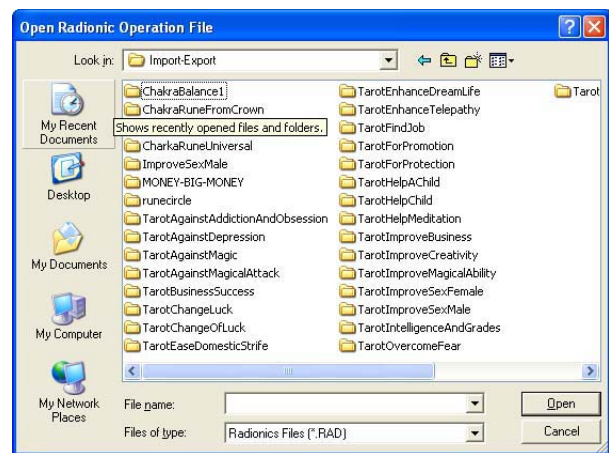 Open Radionic Operation File
Look in: Import-Export
My Recent
Documents
Desktop
My Documents
My Computer
My Network
Places
iChakraBalance1
ChakraRuneFromCrown
Shows recently opened files and folders.
CharkaRuneUniversal
ImproveSexMale
MONEY-BIG-MONEY
runecircle
TarotAgainstAddictionAndObsession
TarotAgainstDepression
TarotAgainstMagic
TarotAgainstMagicalAttack
TarotBusinessSuccess
TarotChangeLuck
TarotChangeOfLuck
TarotEaseDomesticStrife
TarotEnhanceDreamLife
TarotEnhanceTelepathy
TarotFindJob
TarotForPromotion
TarotForProtection
TarotHelpAChild
TarotHelpChild
TarotHelpMeditation
TarotImproveBusiness
TarotImproveCreativity
TarotImproveMagicalAbility
TarotImproveSexFemale
TarotImproveSexMale
TarotIntelligenceAndGrades
TarotOvercomeFear
Tarot
File name:
Open
Files of type: Radionics Files (*.RAD)
Cancel